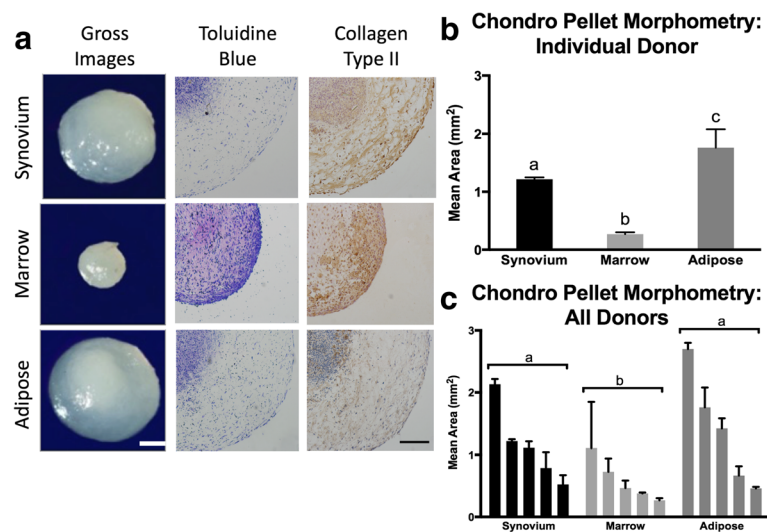 a
Gross
Images
Toluidine
Blue
Collagen
Type II
Synovium
Marrow
Adipose
b
Chondro Pellet Morphometry:
Individual Donor
Mean Area (mm²)
3
2
1
0
a
b
c
Synovium Marrow Adipose
c
Chondro Pellet Morphometry:
All Donors
Mean Area (mm²)
3
2
1
0
a
b
a
Synovium Marrow Adipose